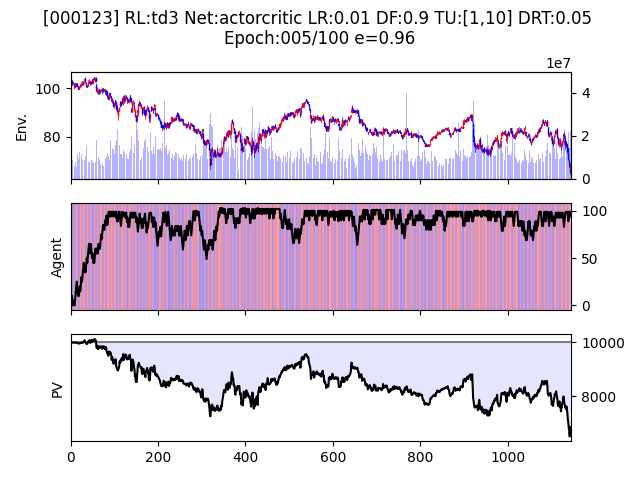 [000123] RL:td3 Net:actorcritic LR:0.01 DF:0.9 TU:[1,10] DRT:0.05
Epoch:005/100 e=0.96
1e7
Env.
100
80
4
2
0
Agent
100
50
0
PV
10000
8000
0
200
400
600
800
1000